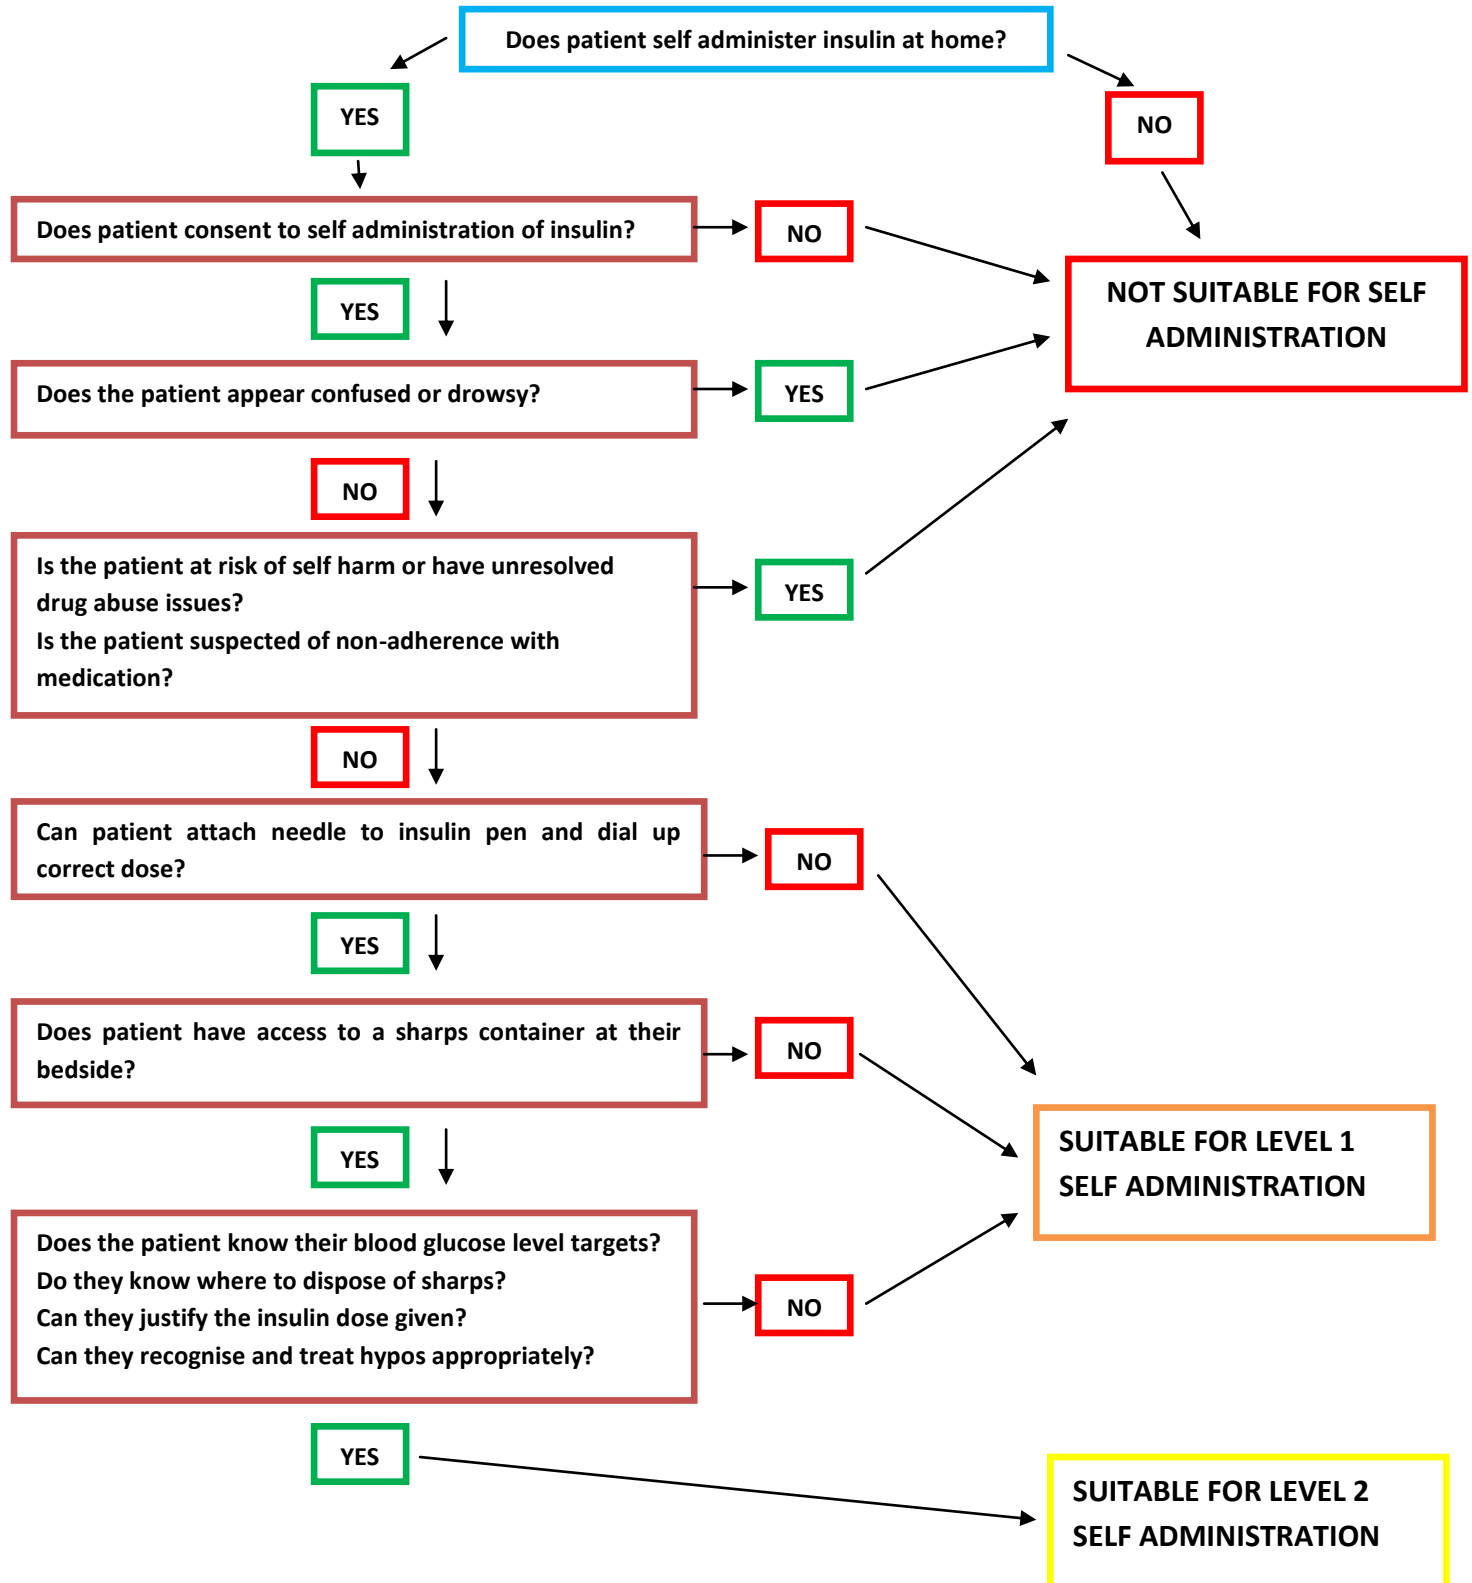 Does patient self administer insulin at home?
YES
NO
Does patient consent to self administration of insulin?
NO
NOT SUITABLE FOR SELF
ADMINISTRATION
YES
Does the patient appear confused or drowsy?
YES
NO
Is the patient at risk of self harm or have unresolved
drug abuse issues?
Is the patient suspected of non-adherence with
medication?
YES
NO
Can patient attach needle to insulin pen and dial up
correct dose?
NO
YES
Does patient have access to a sharps container at their
bedside?
NO
YES
SUITABLE FOR LEVEL 1
SELF ADMINISTRATION
Does the patient know their blood glucose level targets?
Do they know where to dispose of sharps?
Can they justify the insulin dose given?
Can they recognise and treat hypos appropriately?
NO
YES
SUITABLE FOR LEVEL 2
SELF ADMINISTRATION